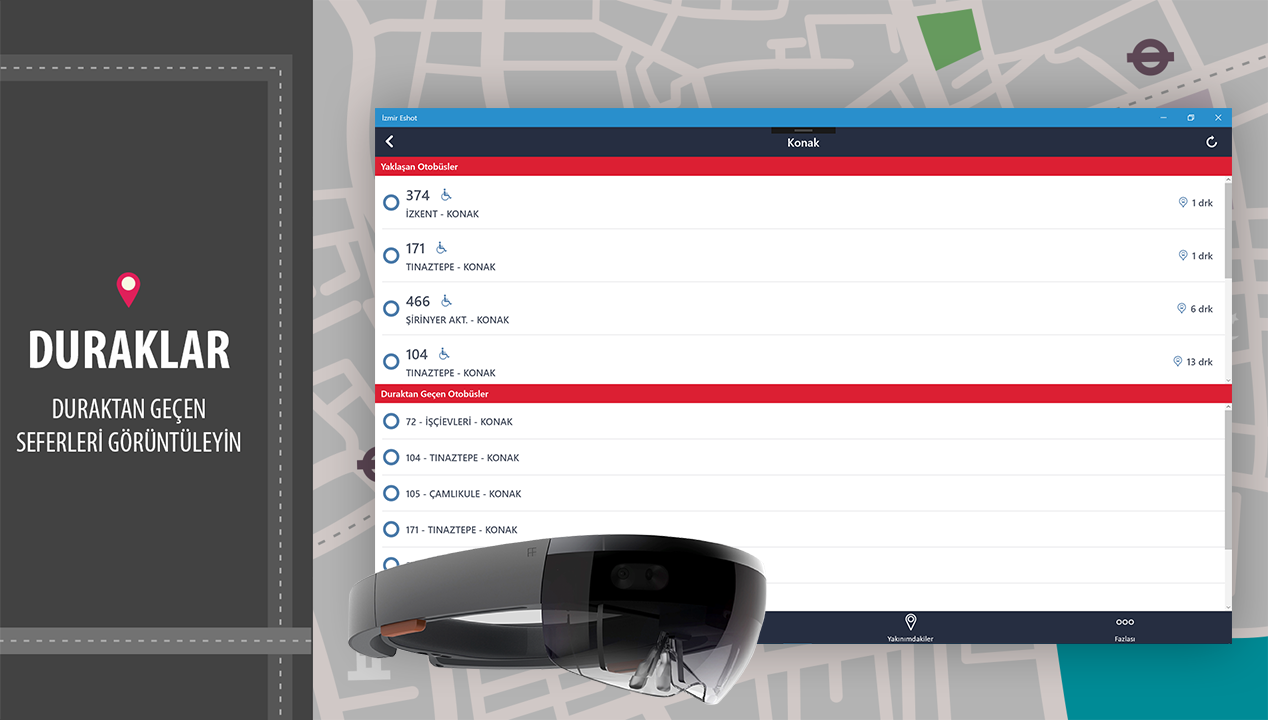 DURAKLAR
DURAKTAN GEÇEN
SEFERLERİ GÖRÜNTÜLEYİN
İzmir Eshot
Konak
Yaklaşan Otobüsler
374
İZKENT - KONAK
1 drk
171
TINAZTEPE - KONAK
1 drk
466
ŞİRİNYER AKT. - KONAK
6 drk
104
TINAZTEPE - KONAK
13 drk
Duraktan Geçen Otobüsler
72 - İŞÇİEVLERİ - KONAK
104 - TINAZTEPE - KONAK
105 - ÇAMLIKULE - KONAK
171 - TINAZTEPE - KONAK
Yakınımdakiler
Fazlası